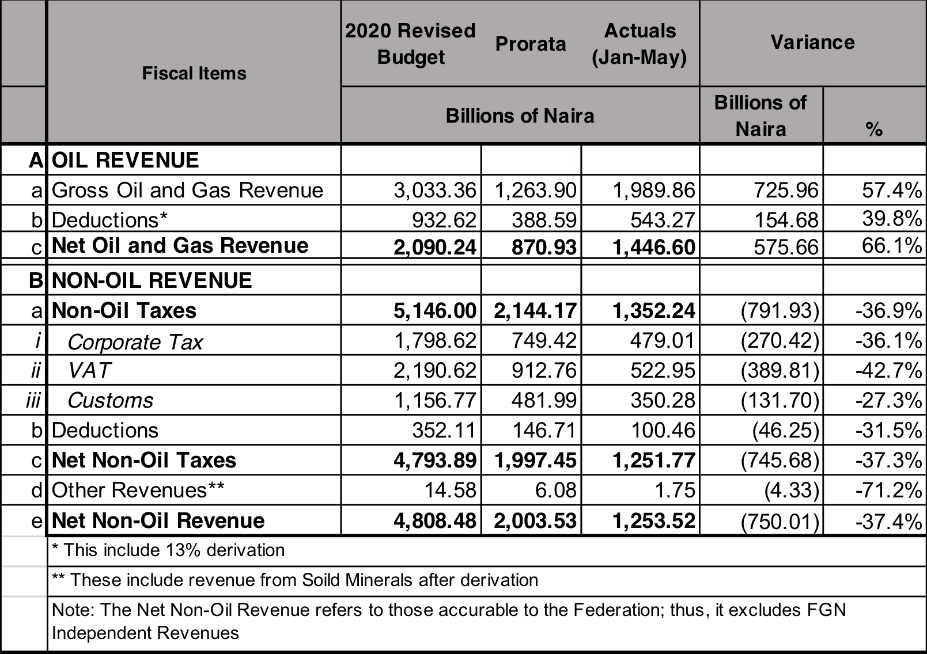 Fiscal Items 2020 Revised Budget Prorata Actuals (Jan-May) Variance
Billions of Naira Billions of Naira %
A OIL REVENUE
a Gross Oil and Gas Revenue 3,033.36 1,263.90 1,989.86 725.96 57.4%
b Deductions* 932.62 388.59 543.27 154.68 39.8%
c Net Oil and Gas Revenue 2,090.24 870.93 1,446.60 575.66 66.1%
B NON-OIL REVENUE
a Non-Oil Taxes 5,146.00 2,144.17 1,352.24 (791.93) -36.9%
i Corporate Tax 1,798.62 749.42 479.01 (270.42) -36.1%
ii VAT 2,190.62 912.76 522.95 (389.81) -42.7%
iii Customs 1,156.77 481.99 350.28 (131.70) -27.3%
b Deductions 352.11 146.71 100.46 (46.25) -31.5%
c Net Non-Oil Taxes 4,793.89 1,997.45 1,251.77 (745.68) -37.3%
d Other Revenues** 14.58 6.08 1.75 (4.33) -71.2%
e Net Non-Oil Revenue 4,808.48 2,003.53 1,253.52 (750.01) -37.4%
* This include 13% derivation
** These include revenue from Soild Minerals after derivation
Note: The Net Non-Oil Revenue refers to those accurable to the Federation; thus, it excludes FGN
Independent Revenues